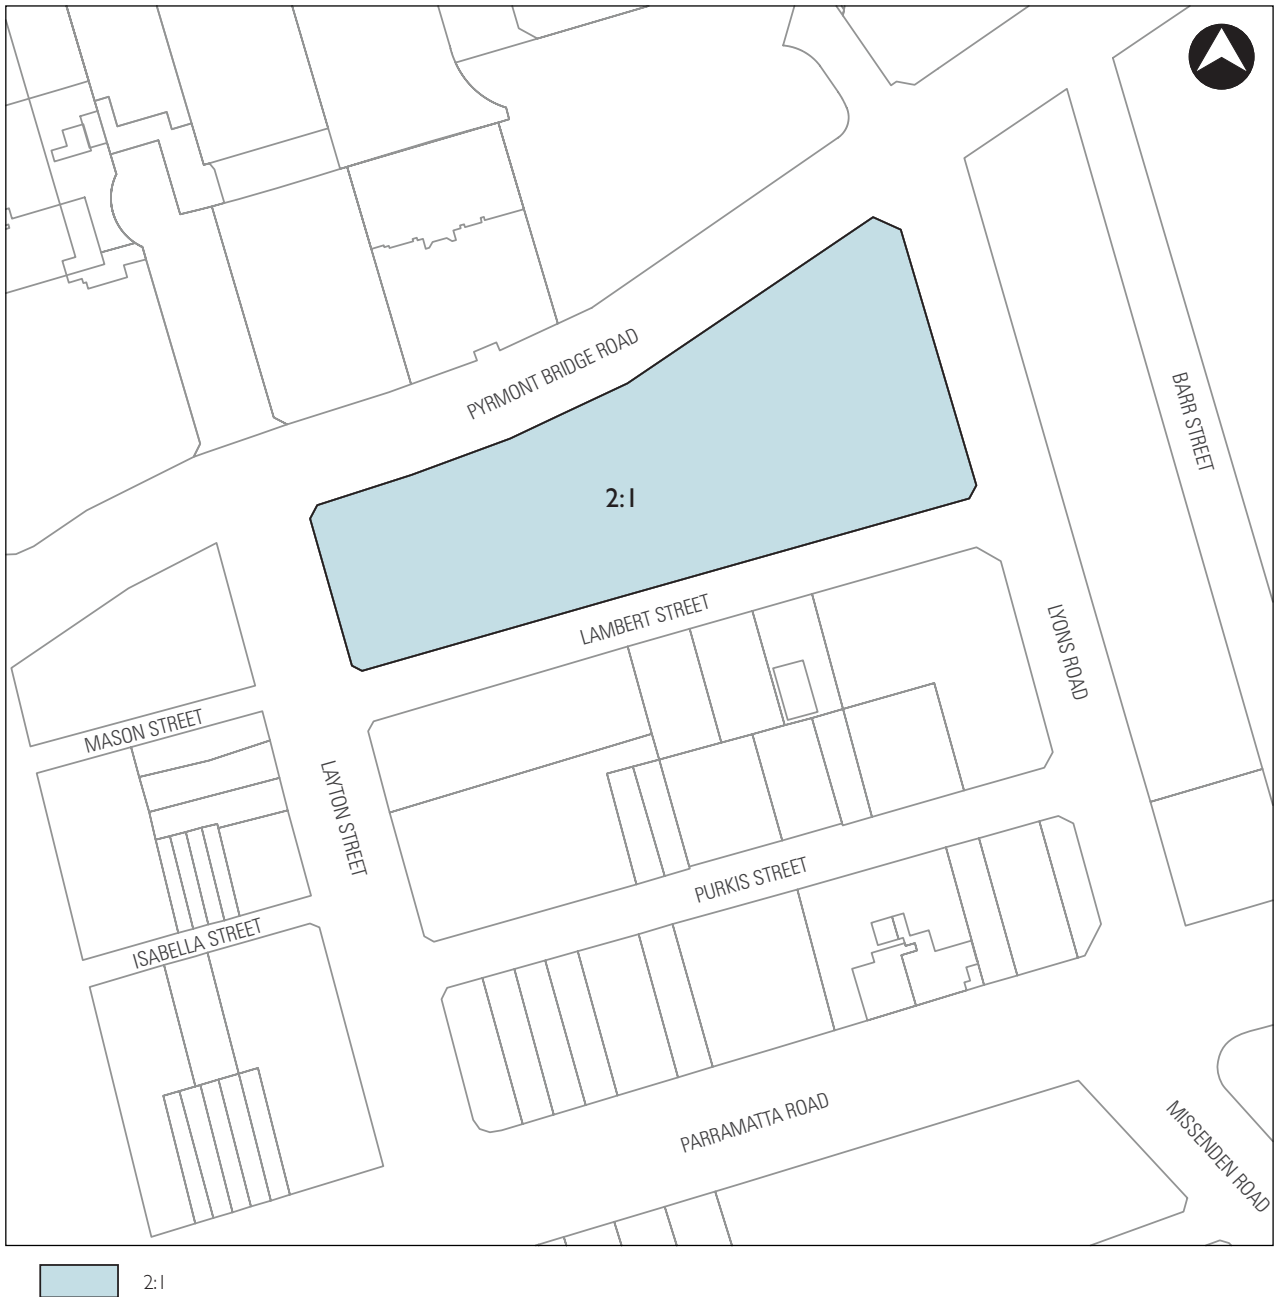 PYRMONT BRIDGE ROAD
BARR STREET
2:1
LAMBERT STREET
LYONS ROAD
MASON STREET
LAYTON STREET
PURKIS STREET
ISABELLA STREET
PARRAMATTA ROAD
MISSENDEN ROAD
2:1